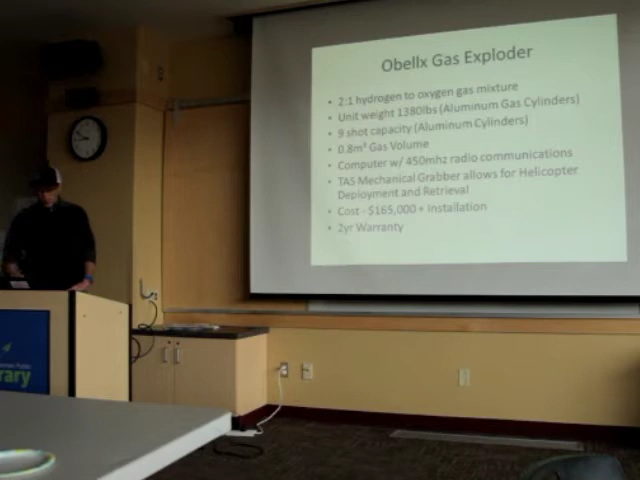 Obellx Gas Exploder
• 2:1 hydrogen to oxygen gas mixture
• Unit weight 1380lbs (Aluminum Gas Cylinders)
• 9 shot capacity (Aluminum Cylinders)
• 0.8m³ Gas Volume
• Computer w/ 450mhz radio communications
• TAS Mechanical Grabber allows for Helicopter
Deployment and Retrieval
• Cost - $165,000 + Installation
• 2yr Warranty
Public
rary